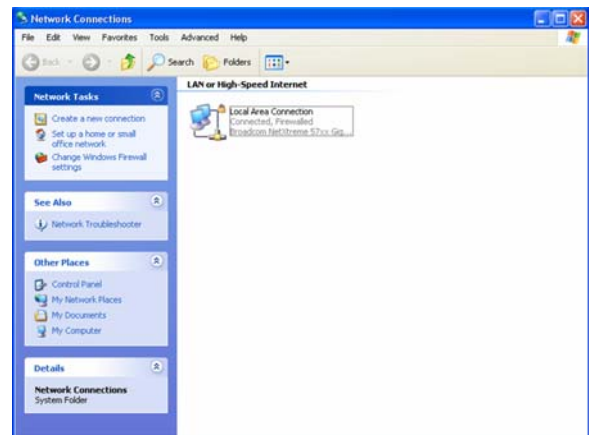 Network Connections
File Edit View Favorites Tools Advanced Help
Back Search Folders
Network Tasks
Create a new connection
Set up a home or small
office network
Change Windows Firewall
settings
See Also
Network Troubleshooter
Other Places
Control Panel
My Network Places
My Documents
My Computer
Details
Network Connections
System Folder
LAN or High-Speed Internet
Local Area Connection
Connected, Firewalled
Broadcom NetXtreme 57xx Gig...